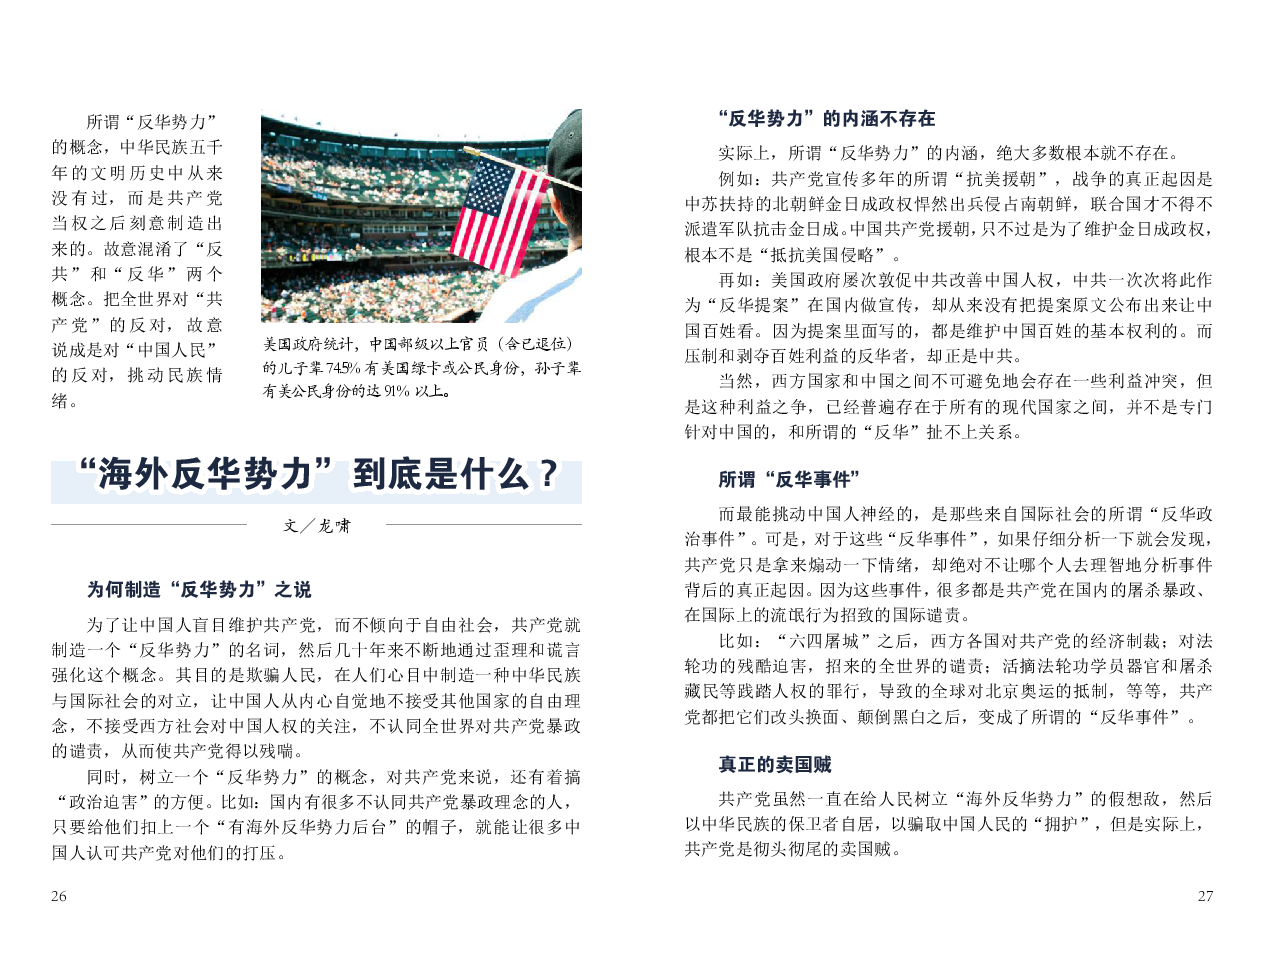 所谓“反华势力”
的概念，中华民族五千
年的文明历史中从来
没有过，而是共产党
当权之后刻意制造出
来的。故意混淆了“反
共”和“反华”两个
概念。把全世界对“共
产党”的反对，故意
说成是对“中国人民”
的反对，挑动民族情
绪。
美国政府统计，中国部级以上官员（含已退位）
的儿子辈74.5%有美国绿卡或公民身份，孙子辈
有美公民身份的达 91% 以上。
“海外反华势力”到底是什么？
文／龙啸
为何制造“反华势力”之说
为了让中国人盲目维护共产党，而不倾向于自由社会，共产党就
制造一个“反华势力”的名词，然后几十年来不断地通过歪理和谎言
强化这个概念。其目的是欺骗人民，在人们心目中制造一种中华民族
与国际社会的对立，让中国人从内心自觉地不接受其他国家的自由理
念，不接受西方社会对中国人权的关注，不认同全世界对共产党暴政
的谴责，从而使共产党得以残喘。
同时，树立一个“反华势力”的概念，对共产党来说，还有着搞
“政治迫害”的方便。比如：国内有很多不认同共产党暴政理念的人，
只要给他们扣上一个“有海外反华势力后台”的帽子，就能让很多中
国人认可共产党对他们的打压。
26
“反华势力”的内涵不存在
实际上，所谓“反华势力”的内涵，绝大多数根本就不存在。
例如：共产党宣传多年的所谓“抗美援朝”，战争的真正起因是
中苏扶持的北朝鲜金日成政权悍然出兵侵占南朝鲜，联合国才不得不
派遣军队抗击金日成。中国共产党援朝，只不过是为了维护金日成政权，
根本不是“抵抗美国侵略”。
再如：美国政府屡次敦促中共改善中国人权，中共一次次将此作
为“反华提案”在国内做宣传，却从来没有把提案原文公布出来让中
国百姓看。因为提案里面写的，都是维护中国百姓的基本权利的。而
压制和剥夺百姓利益的反华者，却正是中共。
当然，西方国家和中国之间不可避免地会存在一些利益冲突，但
是这种利益之争，已经普遍存在于所有的现代国家之间，并不是专门
针对中国的，和所谓的“反华”扯不上关系。
所谓“反华事件”
而最能挑动中国人神经的，是那些来自国际社会的所谓“反华政
治事件”。可是，对于这些“反华事件”，如果仔细分析一下就会发现，
共产党只是拿来煽动一下情绪，却绝对不让哪个人去理智地分析事件
背后的真正起因。因为这些事件，很多都是共产党在国内的屠杀暴政、
在国际上的流氓行为招致的国际谴责。
比如：“六四屠城”之后，西方各国对共产党的经济制裁；对法
轮功的残酷迫害，招来的全世界的谴责；活摘法轮功学员器官和屠杀
藏民等践踏人权的罪行，导致的全球对北京奥运的抵制，等等，共产
党都把它们改头换面、颠倒黑白之后，变成了所谓的“反华事件”。
真正的卖国贼
共产党虽然一直在给人民树立“海外反华势力”的假想敌，然后
以中华民族的保卫者自居，以骗取中国人民的“拥护”，但是实际上，
共产党是彻头彻尾的卖国贼。
27